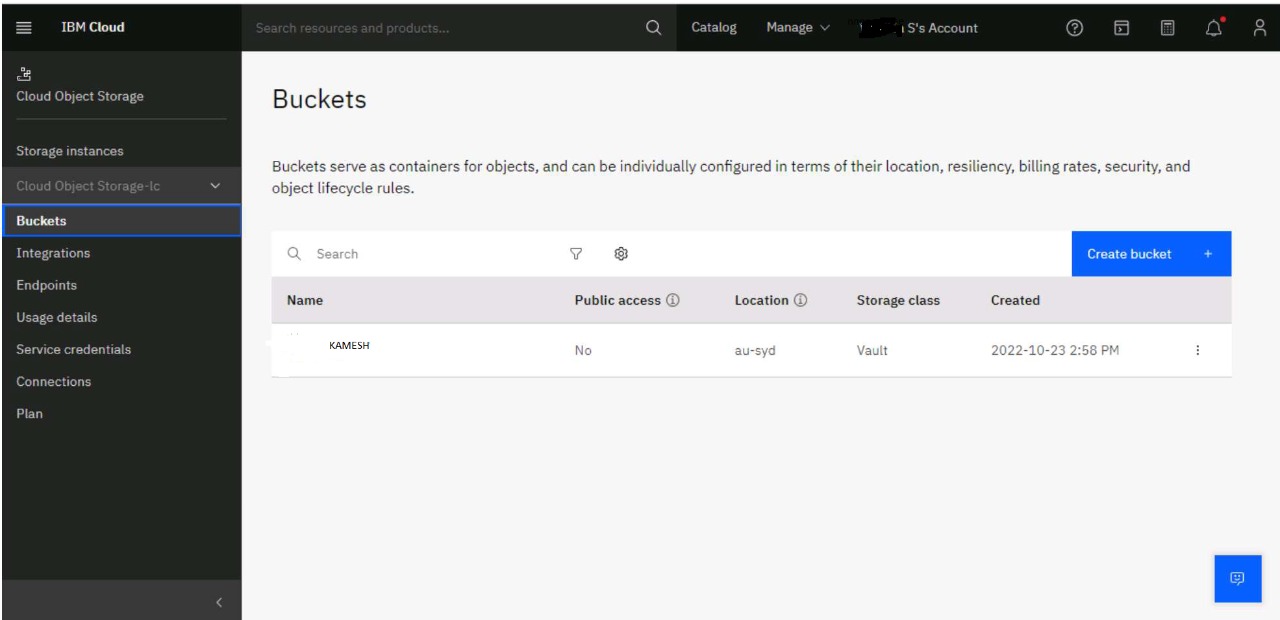 IBM Cloud
Search resources and products...
Catalog
Manage
S's Account
Cloud Object Storage
Storage instances
Cloud Object Storage-lc
Buckets
Integrations
Endpoints
Usage details
Service credentials
Connections
Plan
Buckets
Buckets serve as containers for objects, and can be individually configured in terms of their location, resiliency, billing rates, security, and
object lifecycle rules.
Search
Create bucket +
Name Public access Location Storage class Created
KAMESH No au-syd Vault 2022-10-23 2:58 PM